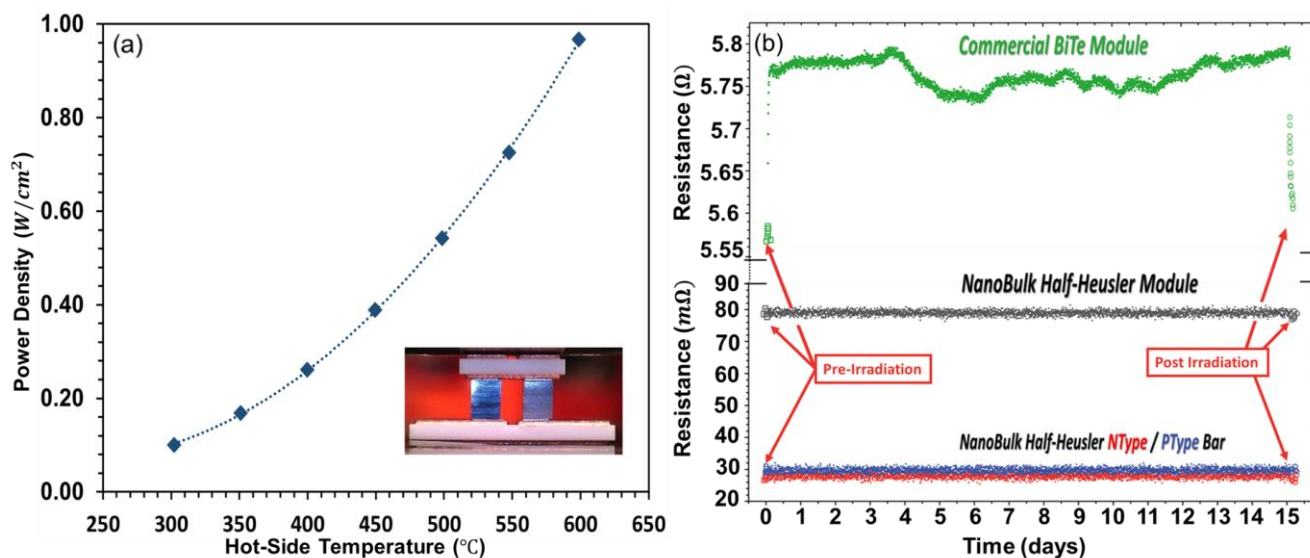 (a)
Power Density (W/cm²)
1.00
0.80
0.60
0.40
0.20
0.00
250 300 350 400 450 500 550 600 650
Hot-Side Temperature (℃)
(b)
Commercial BiTe Module
Resistance (Ω)
5.8
5.75
5.7
5.65
5.6
5.55
NanoBulk Half-Heusler Module
Resistance (mΩ)
90
80
70
60
50
40
30
20
Pre-Irradiation
Post Irradiation
NanoBulk Half-Heusler NType / PType Bar
0 1 2 3 4 5 6 7 8 9 10 11 12 13 14 15
Time (days)